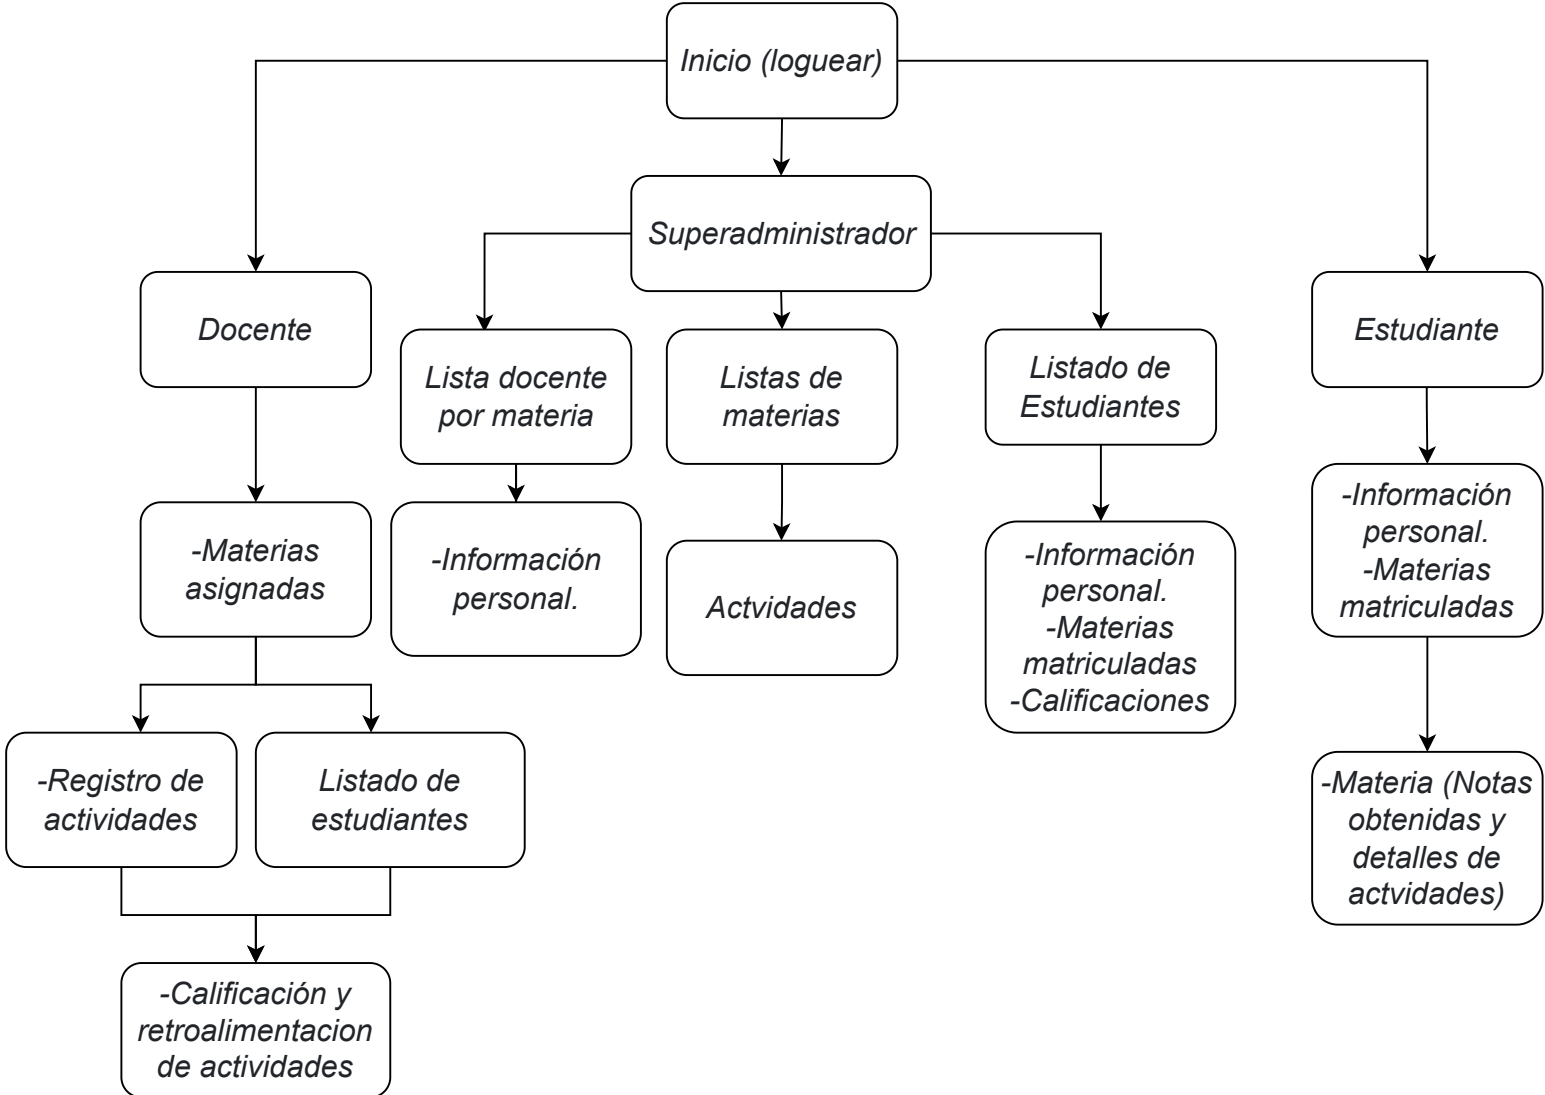 Inicio (loguear)
Superadministrador
Docente
Estudiante
Lista docente
por materia
Listas de
materias
Listado de
Estudiantes
-Materias
asignadas
-Información
personal.
Actvidades
-Información
personal.
-Materias
matriculadas
-Calificaciones
-Información
personal.
-Materias
matriculadas
-Registro de
actividades
Listado de
estudiantes
-Materia (Notas
obtenidas y
detalles de
actvidades)
-Calificación y
retroalimentacion
de actividades